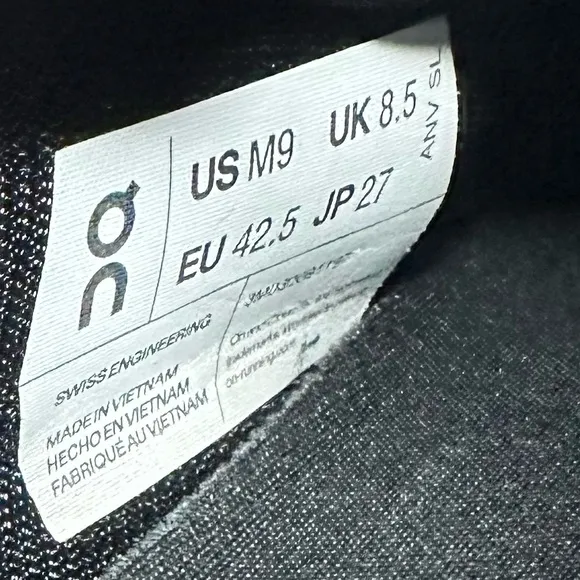 on
US M9 UK 8.5
EU 42.5 JP 27
ANV SL
SWISS ENGINEERING
MADE IN VIETNAM
HECHO EN VIETNAM
FABRIQUÉ AU VIETNAM
on-running.com